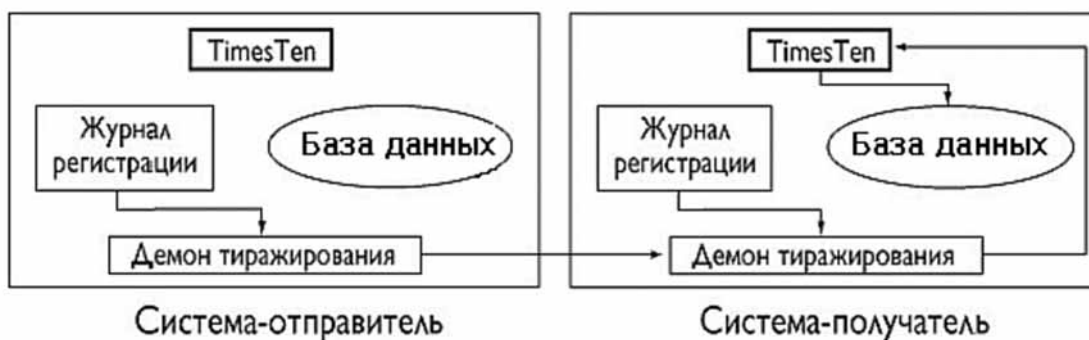 TimesTen
Журнал
регистрации
База данных
Демон тиражирования
Система-отправитель
TimesTen
Журнал
регистрации
База данных
Демон тиражирования
Система-получатель